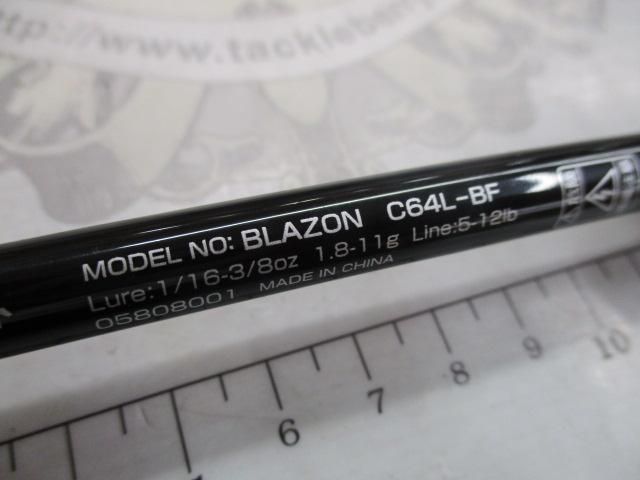 http://www.tackleberry
MODEL NO: BLAZON C64L-BF
Lure:1/16-3/8oz 1.8-11g Line:5-12lb
05808001 MADE IN CHINA
6 7 8 9 10